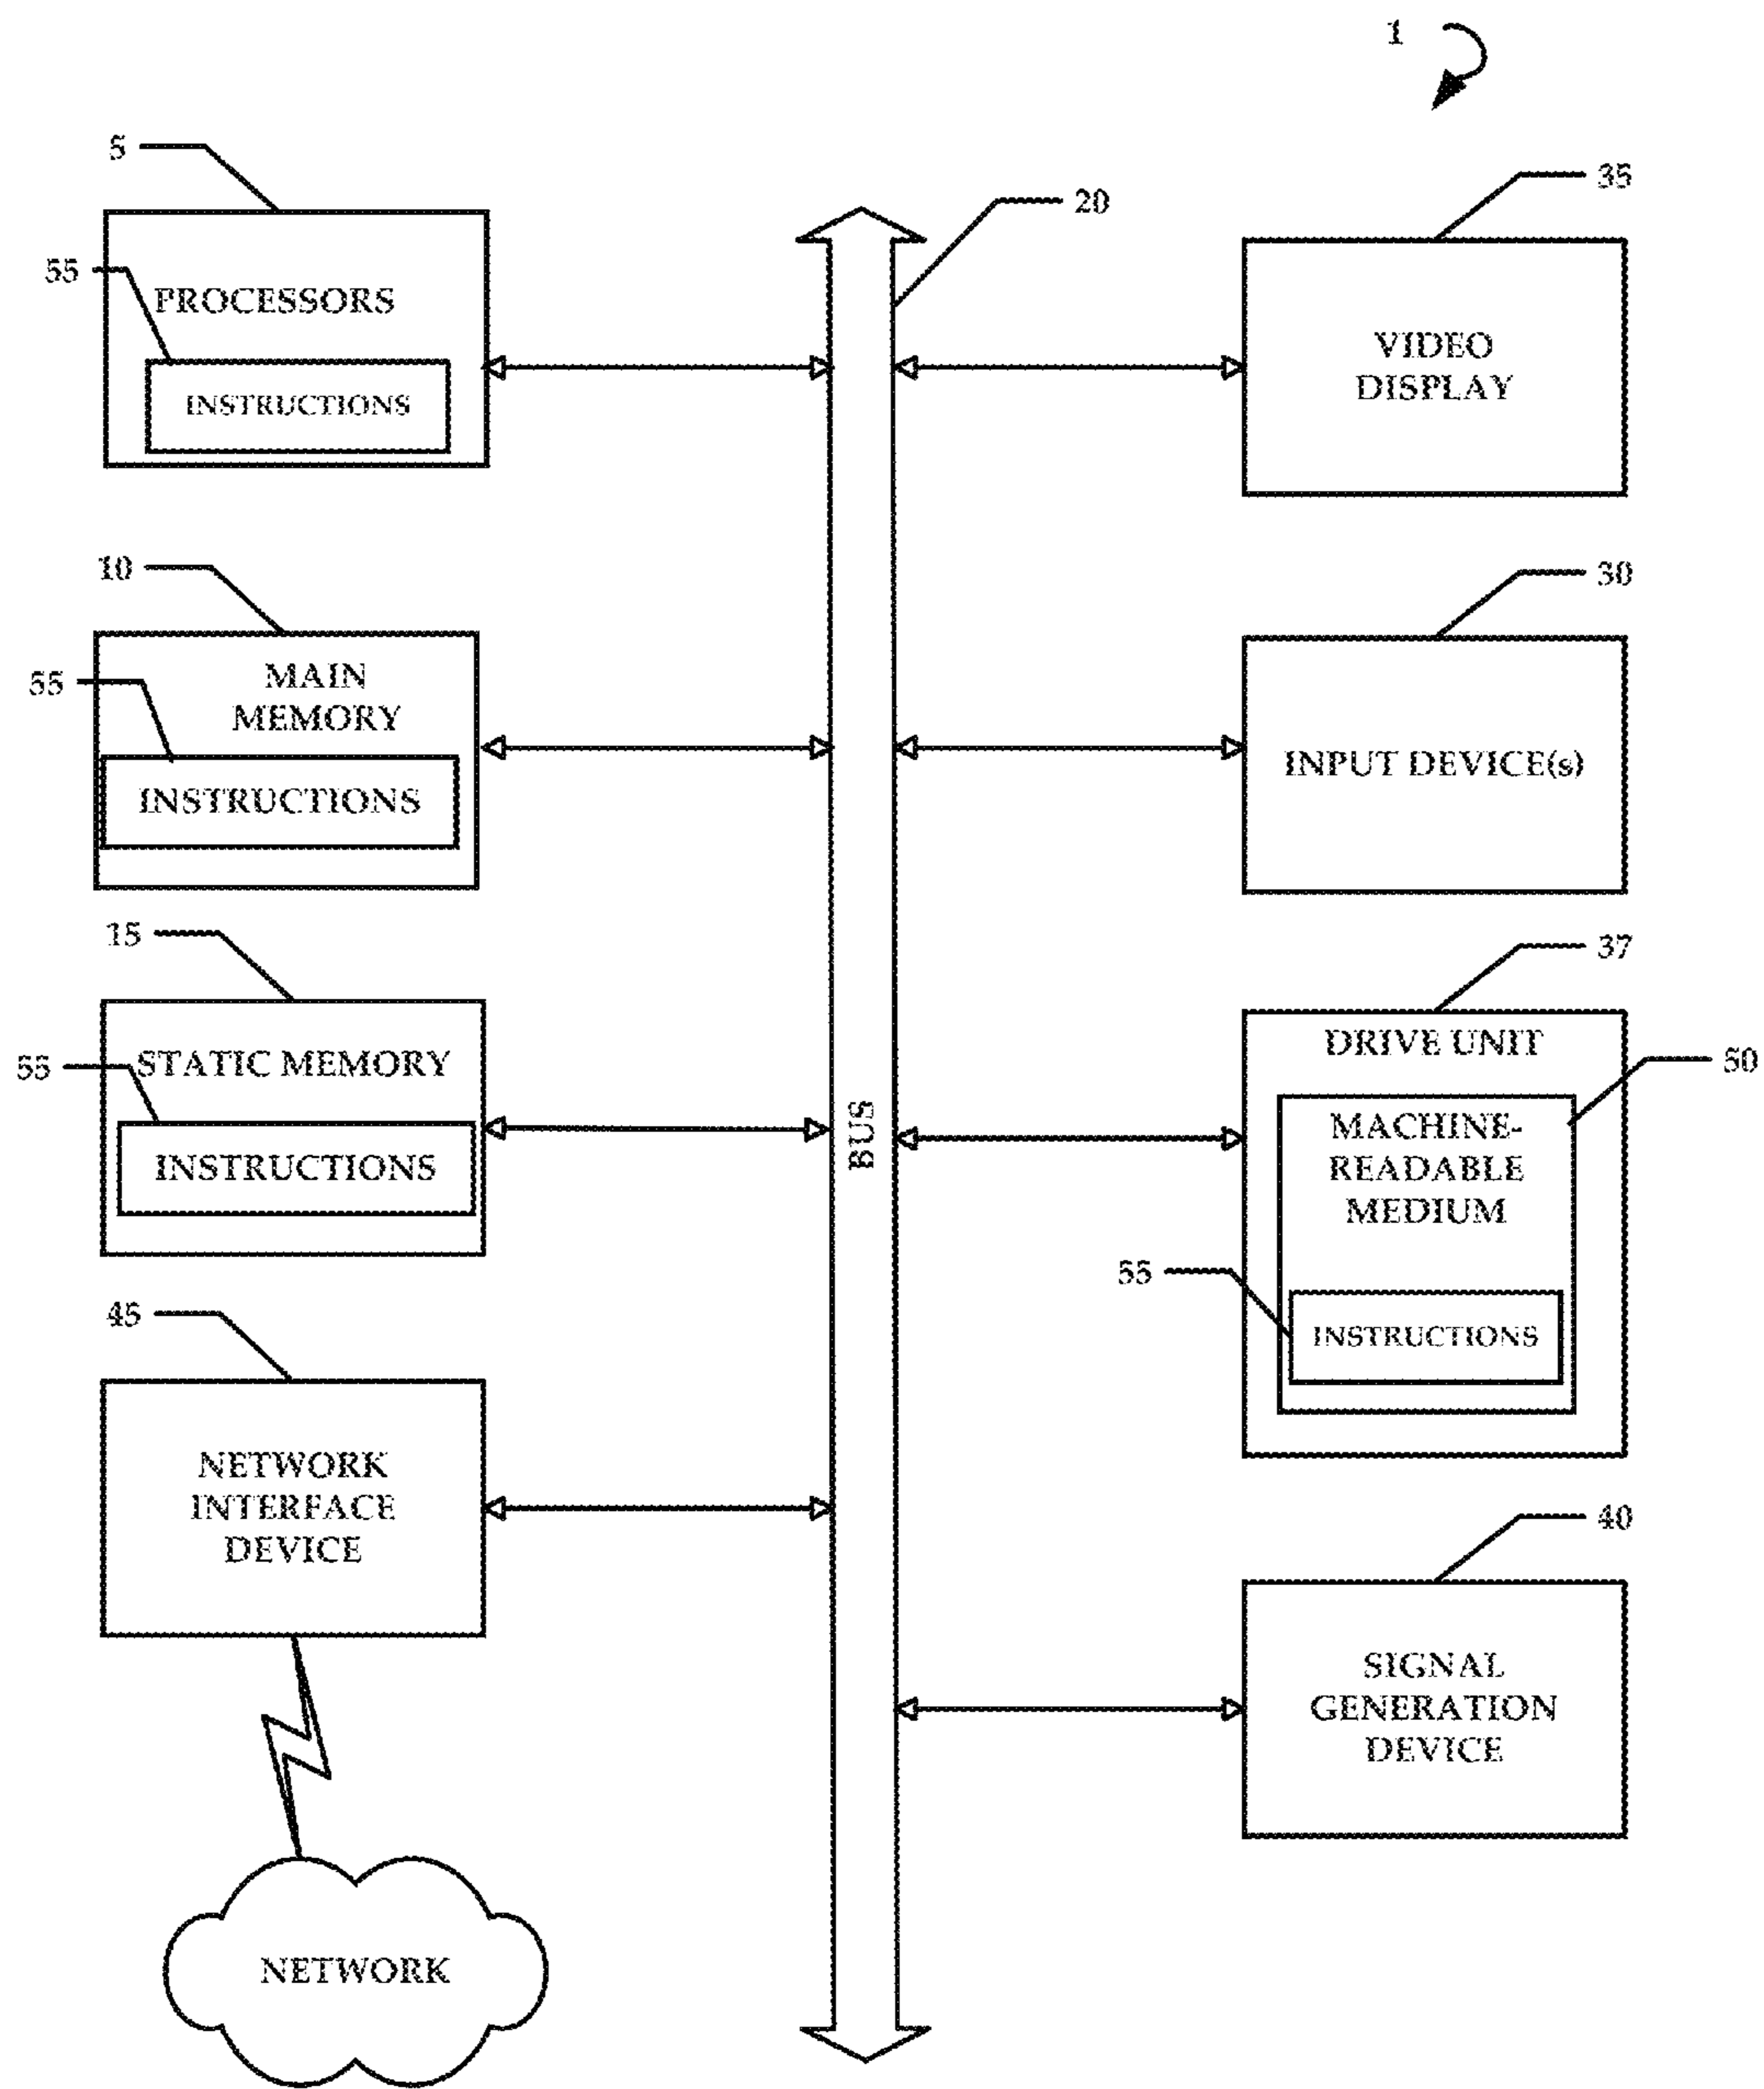 1
5
55
PROCESSORS
INSTRUCTIONS
20
35
VIDEO
DISPLAY
10
55
MAIN
MEMORY
INSTRUCTIONS
30
INPUT DEVICE(s)
15
55
STATIC MEMORY
INSTRUCTIONS
BUS
37
DRIVE UNIT
50
MACHINE-
READABLE
MEDIUM
55
INSTRUCTIONS
45
NETWORK
INTERFACE
DEVICE
40
SIGNAL
GENERATION
DEVICE
NETWORK